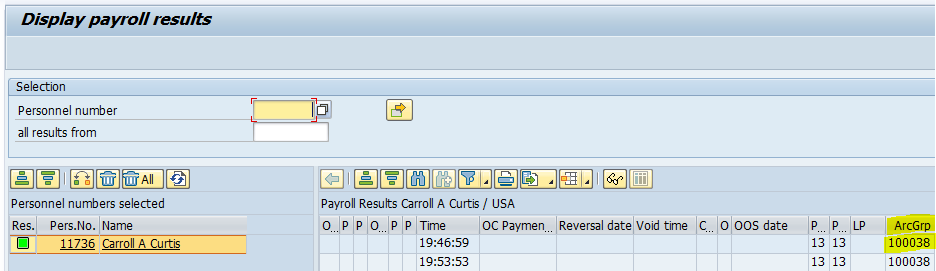 Display payroll results
Selection
Personnel number
all results from
All
Personnel numbers selected
Payroll Results Carroll A Curtis / USA
Res. Pers.No. Name
O... P P O... P P Time OC Paymen... Reversal date Void time C... O OOS date P... P... LP ArcGrp
11736 Carroll A Curtis
19:46:59 13 13 100038
19:53:53 13 13 100038